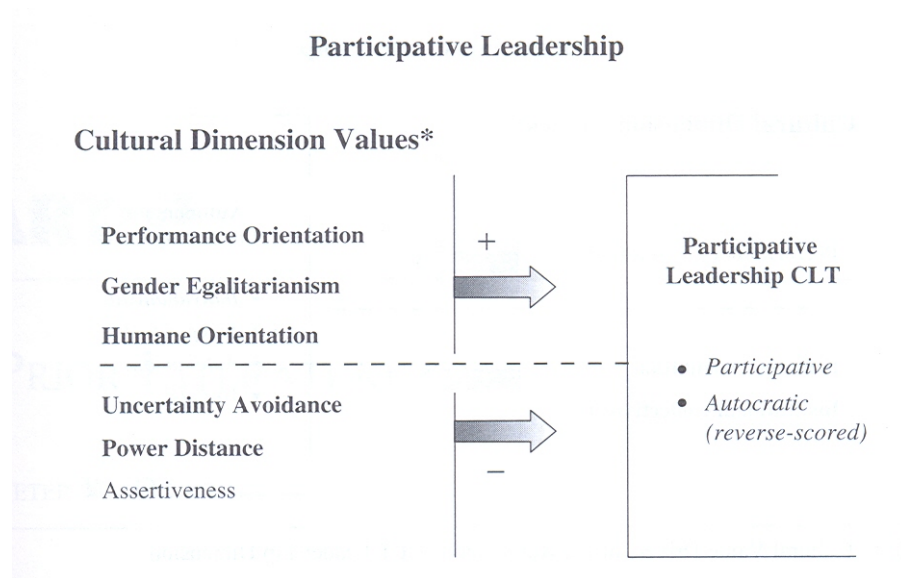 Participative Leadership
Cultural Dimension Values*
Performance Orientation
Gender Egalitarianism
Humane Orientation
+
Uncertainty Avoidance
Power Distance
Assertiveness
–
Participative
Leadership CLT
• Participative
• Autocratic
(reverse-scored)